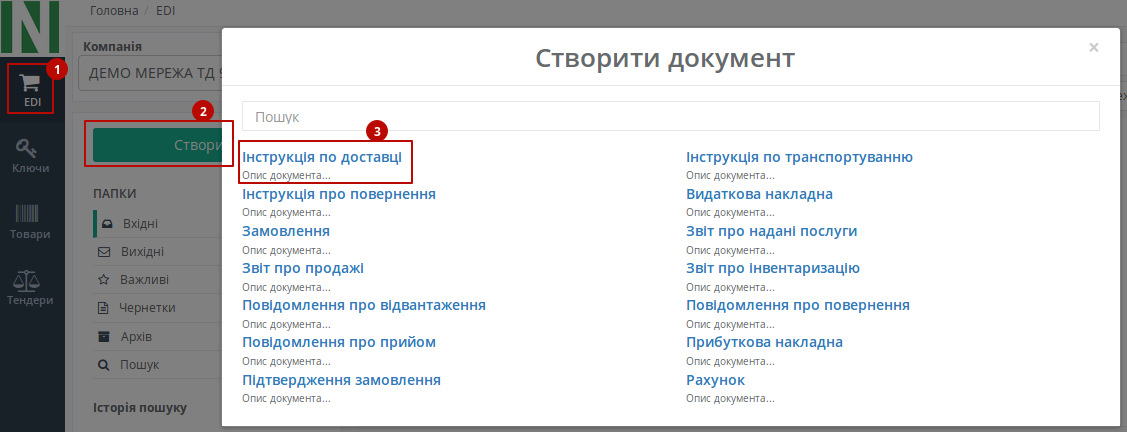 Головна / EDI
Компанія
ДЕМО МЕРЕЖА ТД
1
EDI
2
Створи
Ключи
ПАПКИ
Вхідні
Товари
Вихідні
Важливі
Тендери
Чернетки
Архів
Пошук
Історія пошуку
Створити документ
×
Пошук
3
Інструкція по доставці
Опис документа...
Інструкція по транспортуванню
Опис документа...
Інструкція про повернення
Опис документа...
Видаткова накладна
Опис документа...
Замовлення
Опис документа...
Звіт про надані послуги
Опис документа...
Звіт про продажі
Опис документа...
Звіт про інвентаризацію
Опис документа...
Повідомлення про відвантаження
Опис документа...
Повідомлення про повернення
Опис документа...
Повідомлення про прийом
Опис документа...
Прибуткова накладна
Опис документа...
Підтвердження замовлення
Опис документа...
Рахунок
Опис документа...